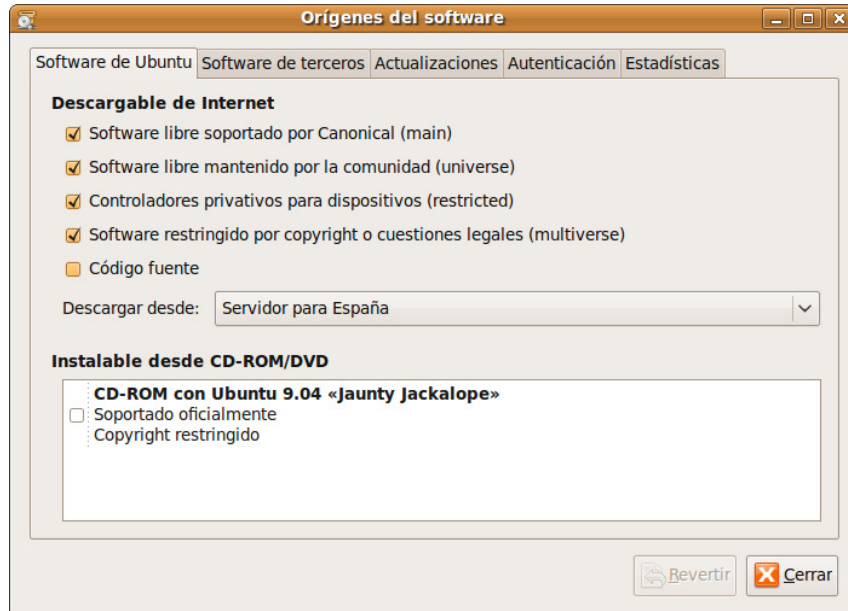 Orígenes del software
Software de Ubuntu Software de terceros Actualizaciones Autenticación Estadísticas
Descargable de Internet
Software libre soportado por Canonical (main)
Software libre mantenido por la comunidad (universe)
Controladores privativos para dispositivos (restricted)
Software restringido por copyright o cuestiones legales (multiverse)
Código fuente
Descargar desde: Servidor para España
Instalable desde CD-ROM/DVD
CD-ROM con Ubuntu 9.04 «Jaunty Jackalope»
Soportado oficialmente
Copyright restringido
Revertir Cerrar